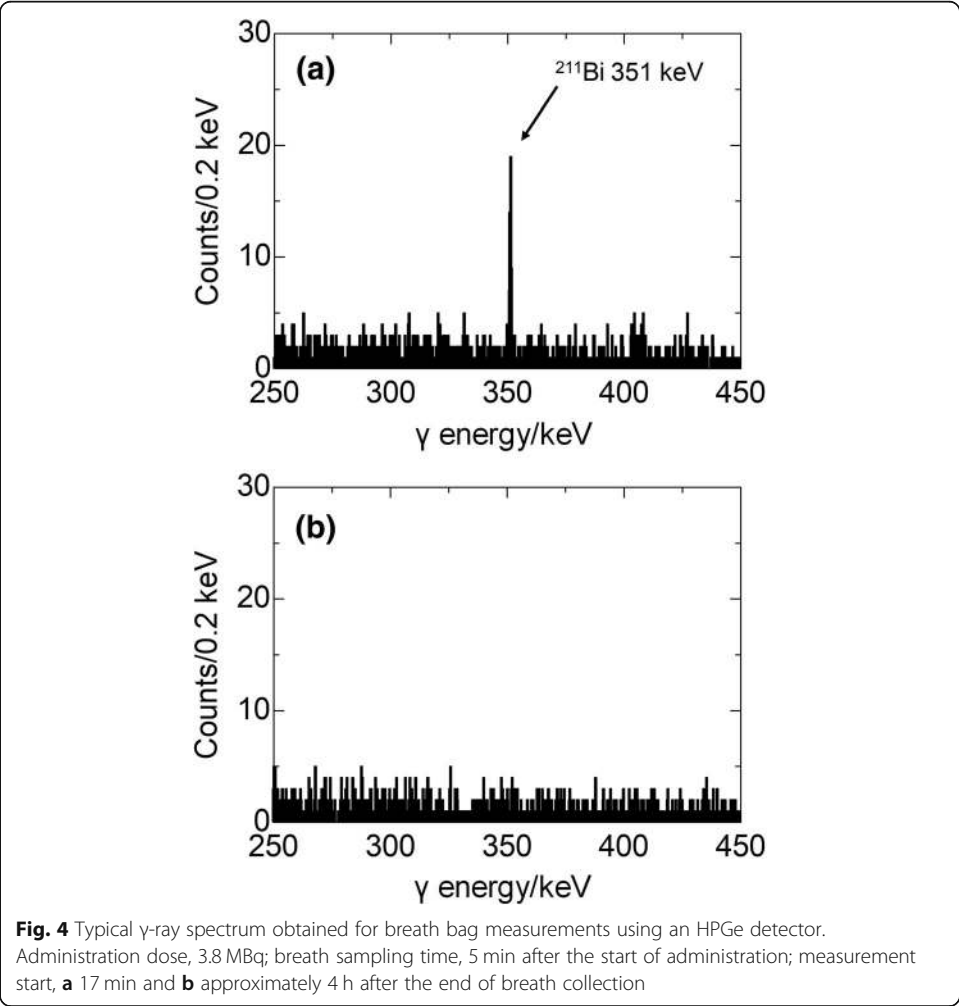 30
(a)
²¹¹Bi 351 keV
20
Counts/0.2 keV
10
0
250 300 350 400 450
γ energy/keV
30
(b)
20
Counts/0.2 keV
10
0
250 300 350 400 450
γ energy/keV
Fig. 4 Typical γ-ray spectrum obtained for breath bag measurements using an HPGe detector.
Administration dose, 3.8 MBq; breath sampling time, 5 min after the start of administration; measurement
start, a 17 min and b approximately 4 h after the end of breath collection